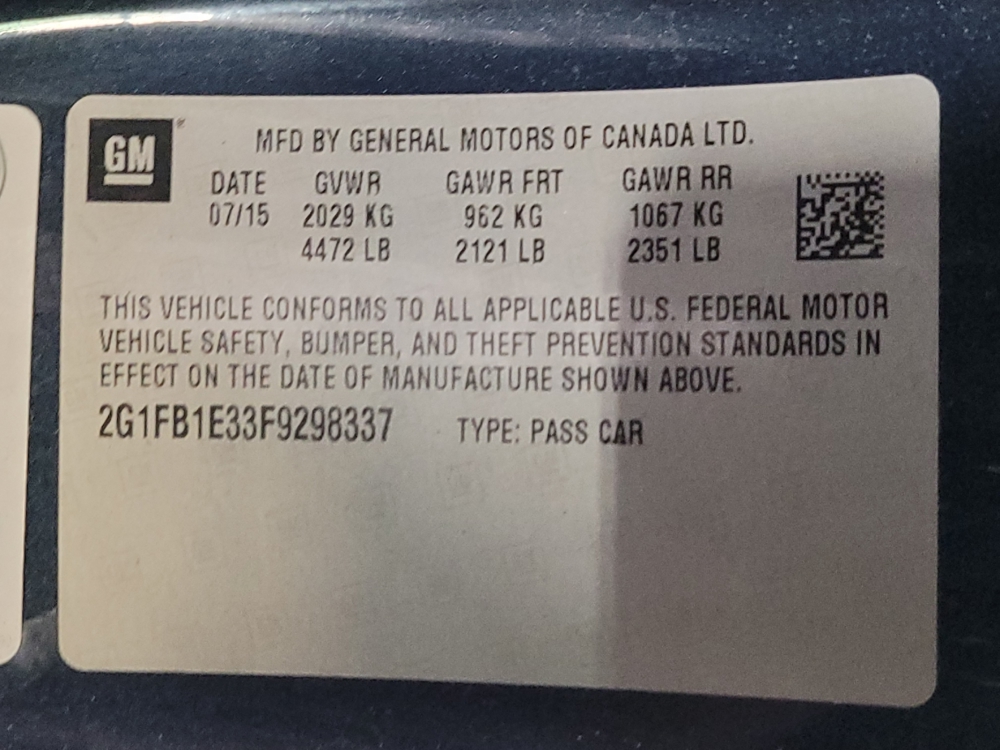 GM
MFD BY GENERAL MOTORS OF CANADA LTD.
DATE GVWR GAWR FRT GAWR RR
07/15 2029 KG 962 KG 1067 KG
4472 LB 2121 LB 2351 LB
THIS VEHICLE CONFORMS TO ALL APPLICABLE U.S. FEDERAL MOTOR
VEHICLE SAFETY, BUMPER, AND THEFT PREVENTION STANDARDS IN
EFFECT ON THE DATE OF MANUFACTURE SHOWN ABOVE.
2G1FB1E33F9298337 TYPE: PASS CAR